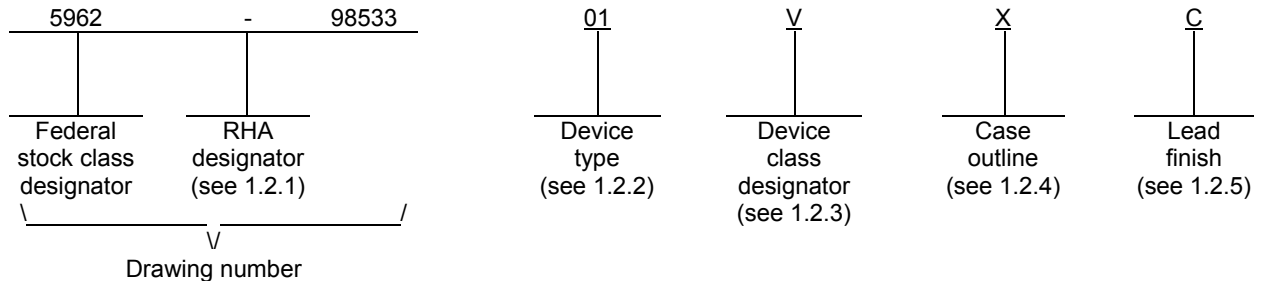 5962 - 98533 01 V X C
Federal stock class designator
RHA designator (see 1.2.1)
Device type (see 1.2.2)
Device class designator (see 1.2.3)
Case outline (see 1.2.4)
Lead finish (see 1.2.5)
\ /
\/
Drawing number